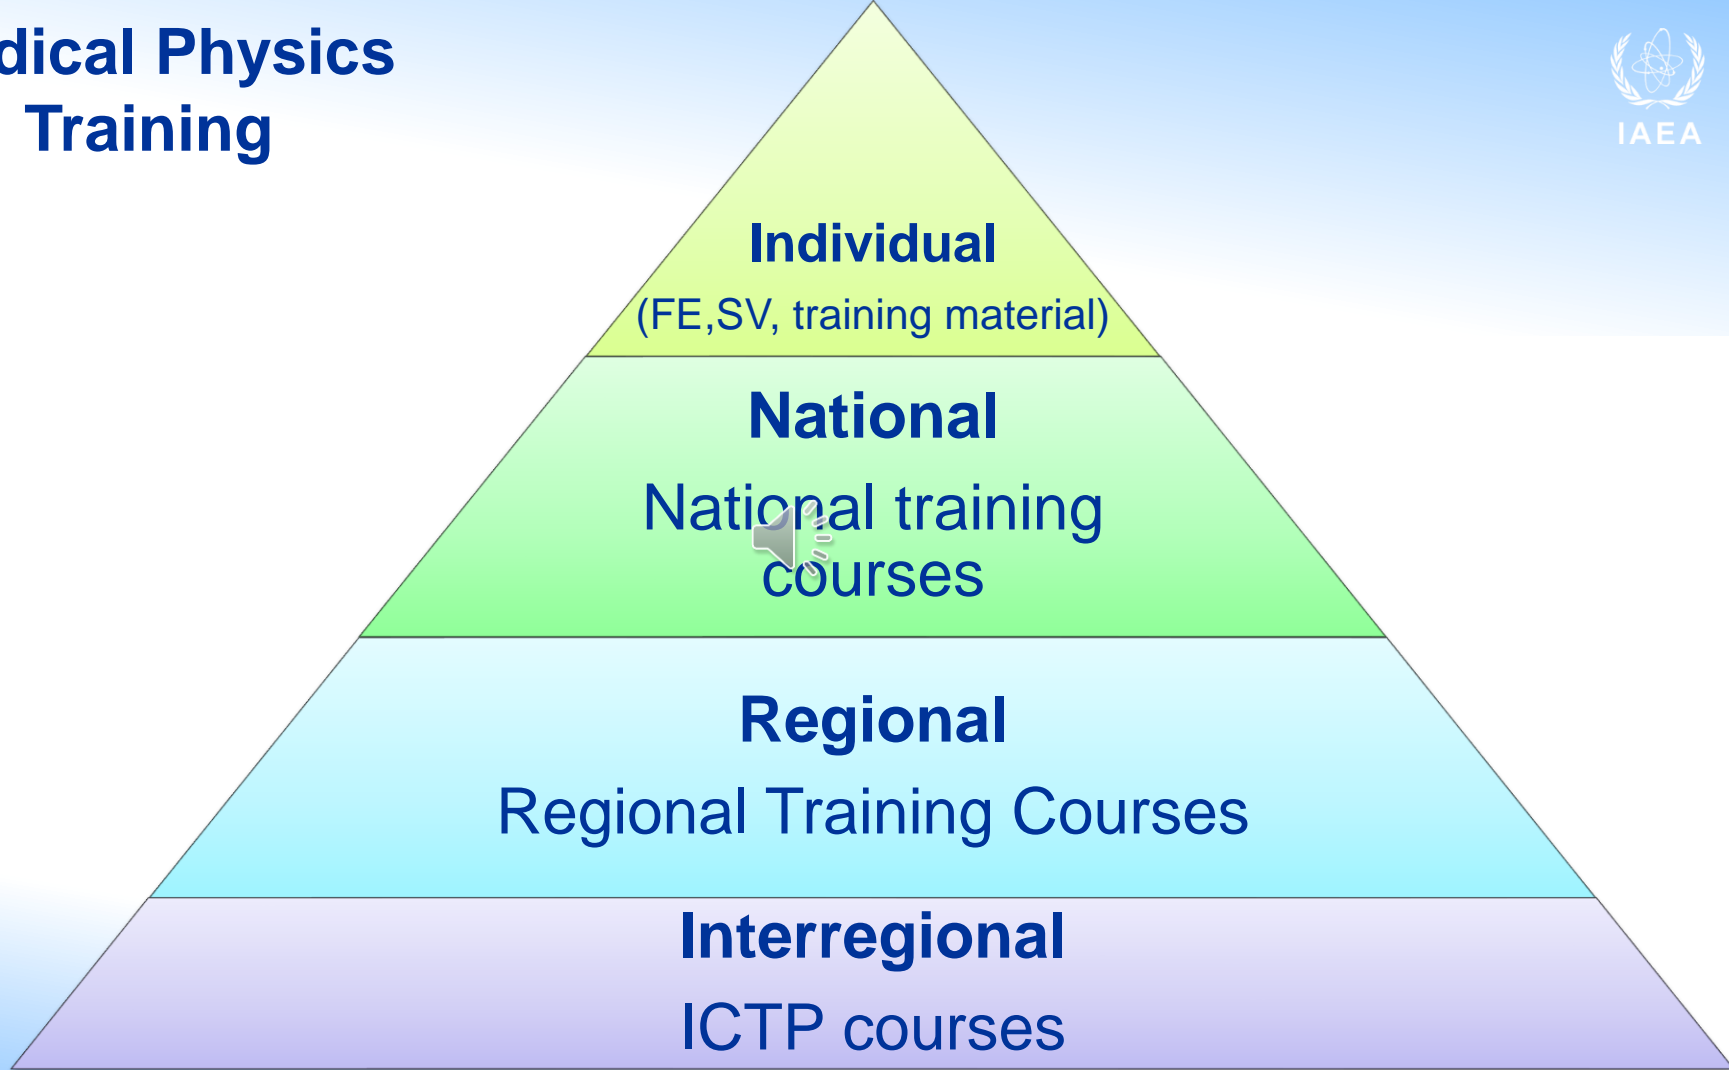 dical Physics
Training
IAEA
Individual
(FE,SV, training material)
National
National training
courses
Regional
Regional Training Courses
Interregional
ICTP courses